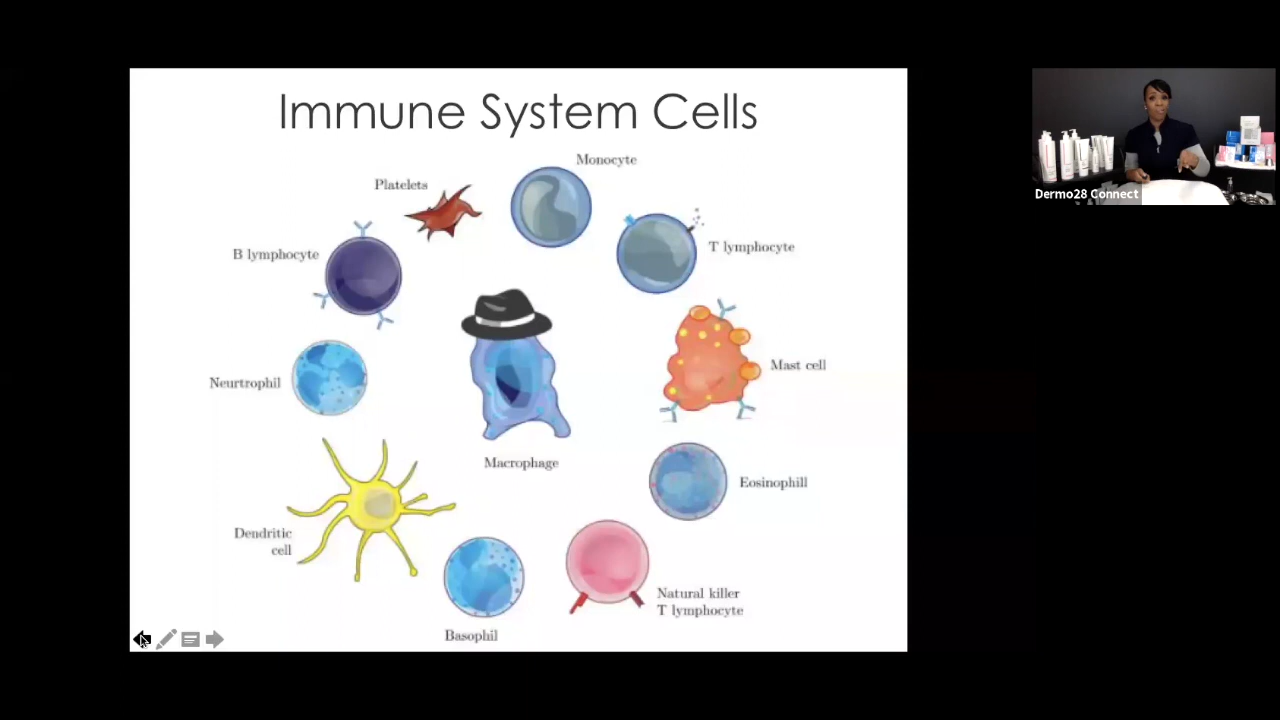 Immune System Cells
Monocyte
Platelets
T lymphocyte
B lymphocyte
Mast cell
Neurtrophil
Macrophage
Eosinophill
Dendritic
cell
Natural killer
T lymphocyte
Basophil
Dermo28 Connect